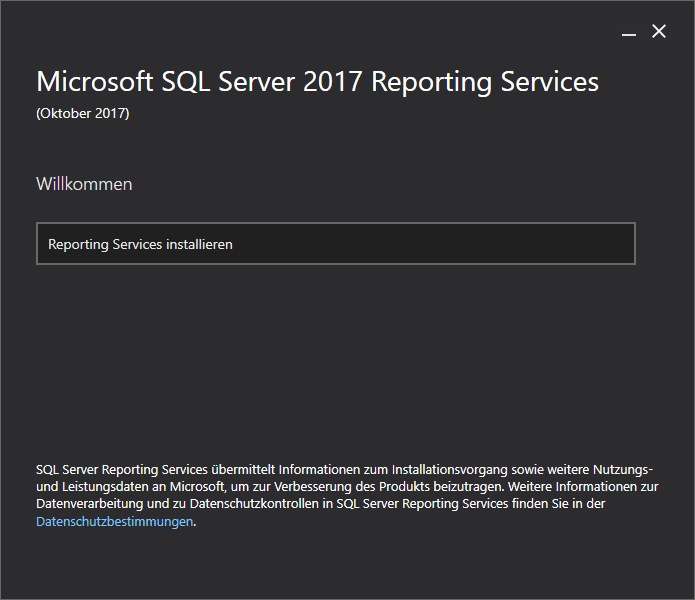 Microsoft SQL Server 2017 Reporting Services
(Oktober 2017)
Willkommen
Reporting Services installieren
SQL Server Reporting Services übermittelt Informationen zum Installationsvorgang sowie weitere Nutzungs-
und Leistungsdaten an Microsoft, um zur Verbesserung des Produkts beizutragen. Weitere Informationen zur
Datenverarbeitung und zu Datenschutzkontrollen in SQL Server Reporting Services finden Sie in der
Datenschutzbestimmungen.